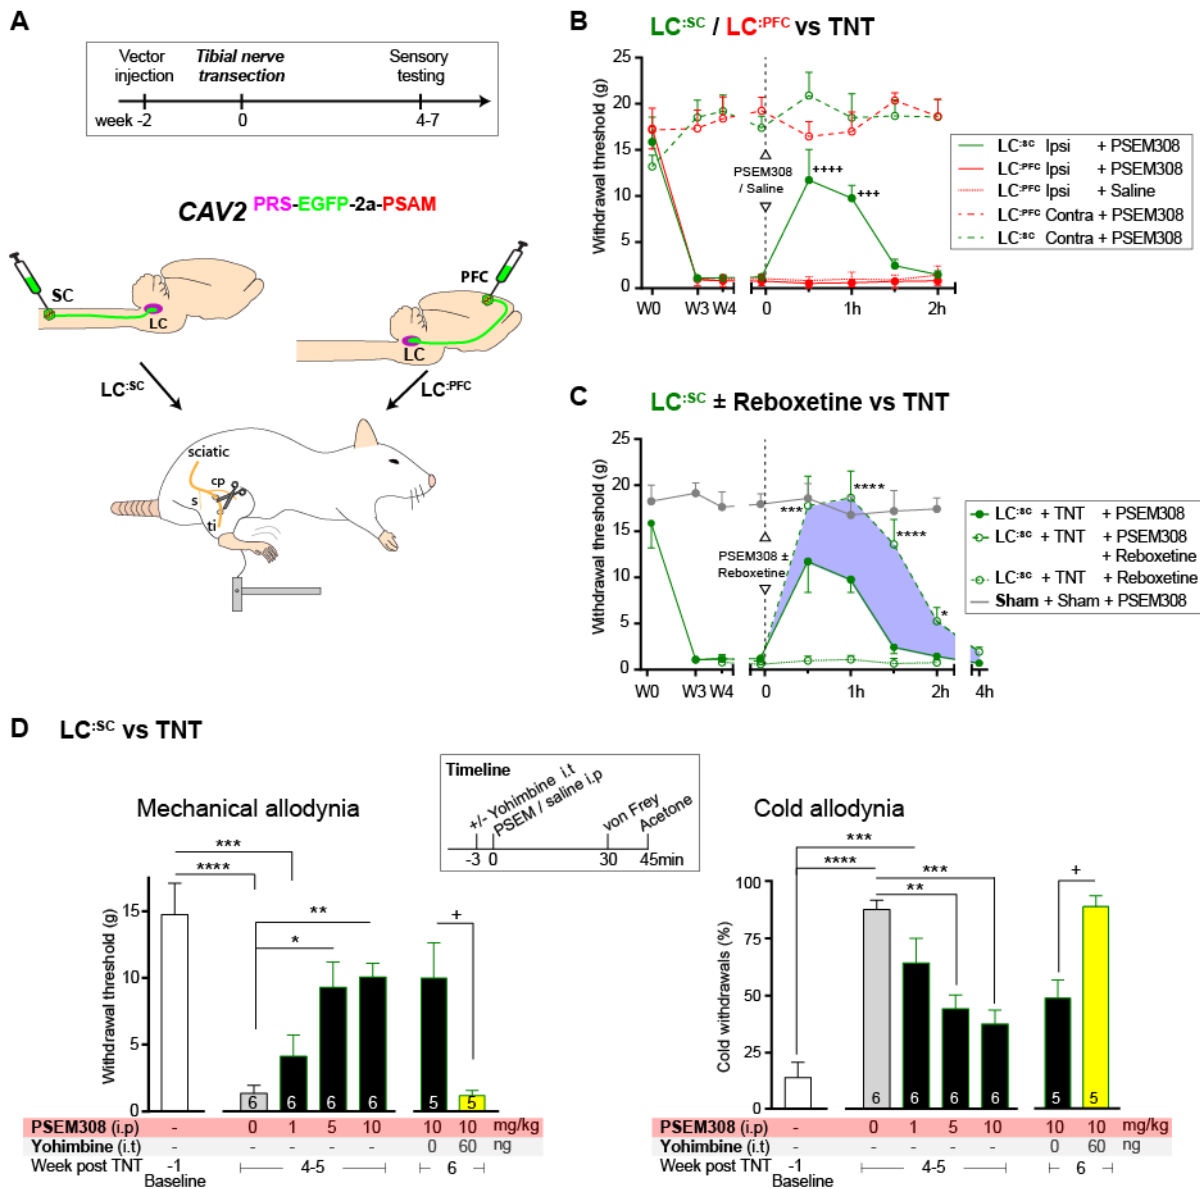 A
Vector injection
Tibial nerve transection
Sensory testing
week -2 0 4-7
CAV2 PRS-EGFP-2a-PSAM
SC
LC
PFC
LC
LC:SC
LC:PFC
sciatic
cp
s
ti
B LC:SC / LC:PFC vs TNT
Withdrawal threshold (g)
25
20
15
10
5
0
PSEM308
/ Saline
++++
+++
W0 W3 W4 0 1h 2h
LC:SC Ipsi + PSEM308
LC:PFC Ipsi + PSEM308
LC:PFC Ipsi + Saline
LC:PFC Contra + PSEM308
LC:SC Contra + PSEM308
C LC:SC ± Reboxetine vs TNT
Withdrawal threshold (g)
25
20
15
10
5
0
PSEM308 ±
Reboxetine
***
****
****
*
W0 W3 W4 0 1h 2h 4h
LC:SC + TNT + PSEM308
LC:SC + TNT + PSEM308
+ Reboxetine
LC:SC + TNT + Reboxetine
Sham + Sham + PSEM308
D LC:SC vs TNT
Timeline
+/- Yohimbine i.t
PSEM / saline i.p
von Frey
Acetone
-3 0 30 45min
Mechanical allodynia
Withdrawal threshold (g)
15
10
5
0
***
****
**
*
+
6 6 6 6 5 5
PSEM308 (i.p) - 0 1 5 10 10 10 mg/kg
Yohimbine (i.t) - - - - - 0 60 ng
Week post TNT -1 4-5 6
Baseline
Cold allodynia
Cold withdrawals (%)
100
75
50
25
0
***
****
***
**
+
6 6 6 6 5 5
- 0 1 5 10 10 10 mg/kg
- - - - - 0 60 ng
-1 4-5 6
Baseline